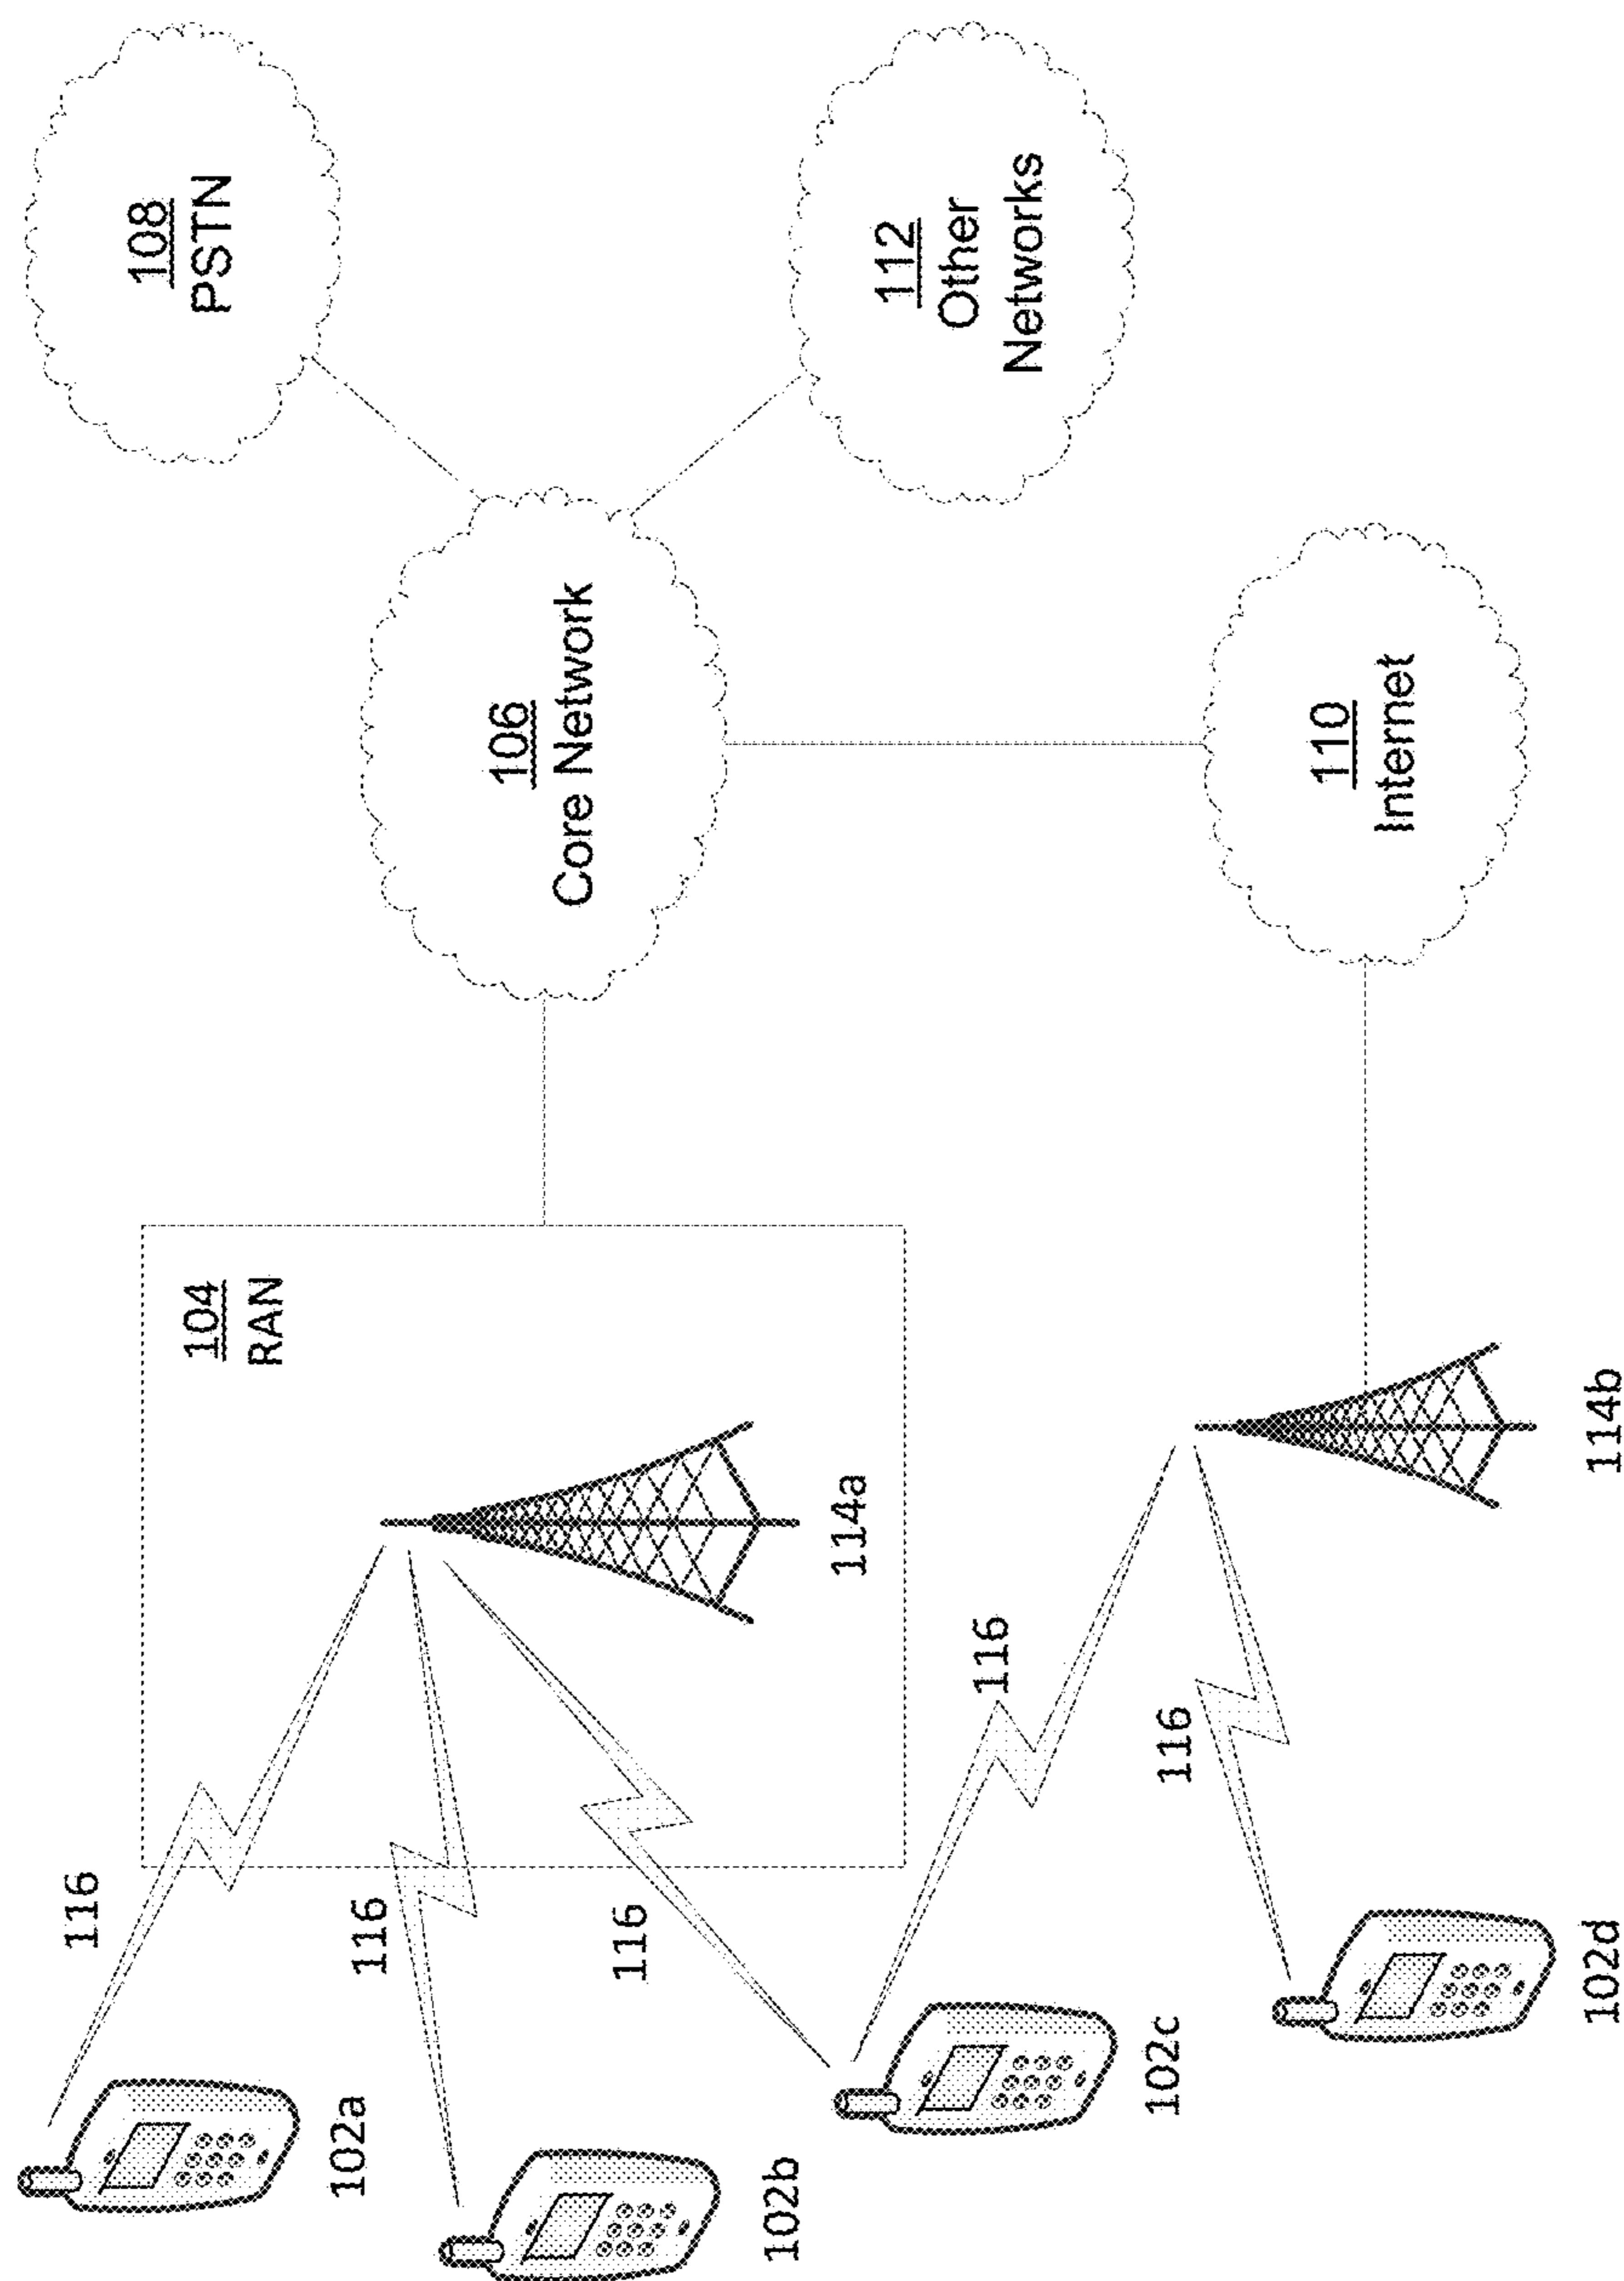 102a
116
102b
116
116
102c
116
102d
116
104
RAN
114a
114b
106
Core Network
110
Internet
108
PSTN
112
Other
Networks